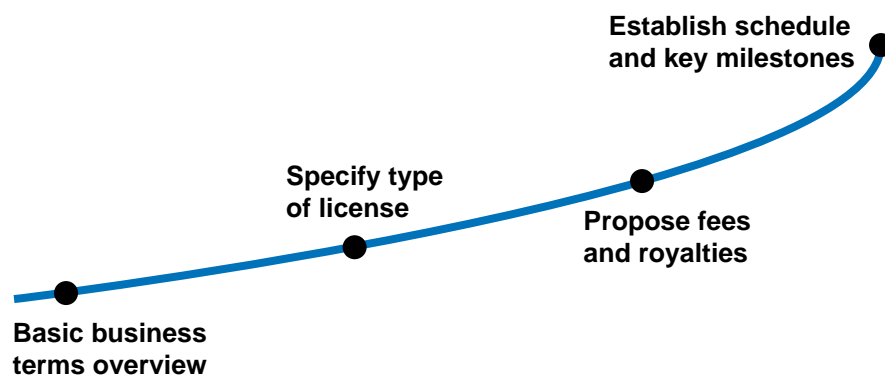 Establish schedule
and key milestones
Specify type
of license
Propose fees
and royalties
Basic business
terms overview